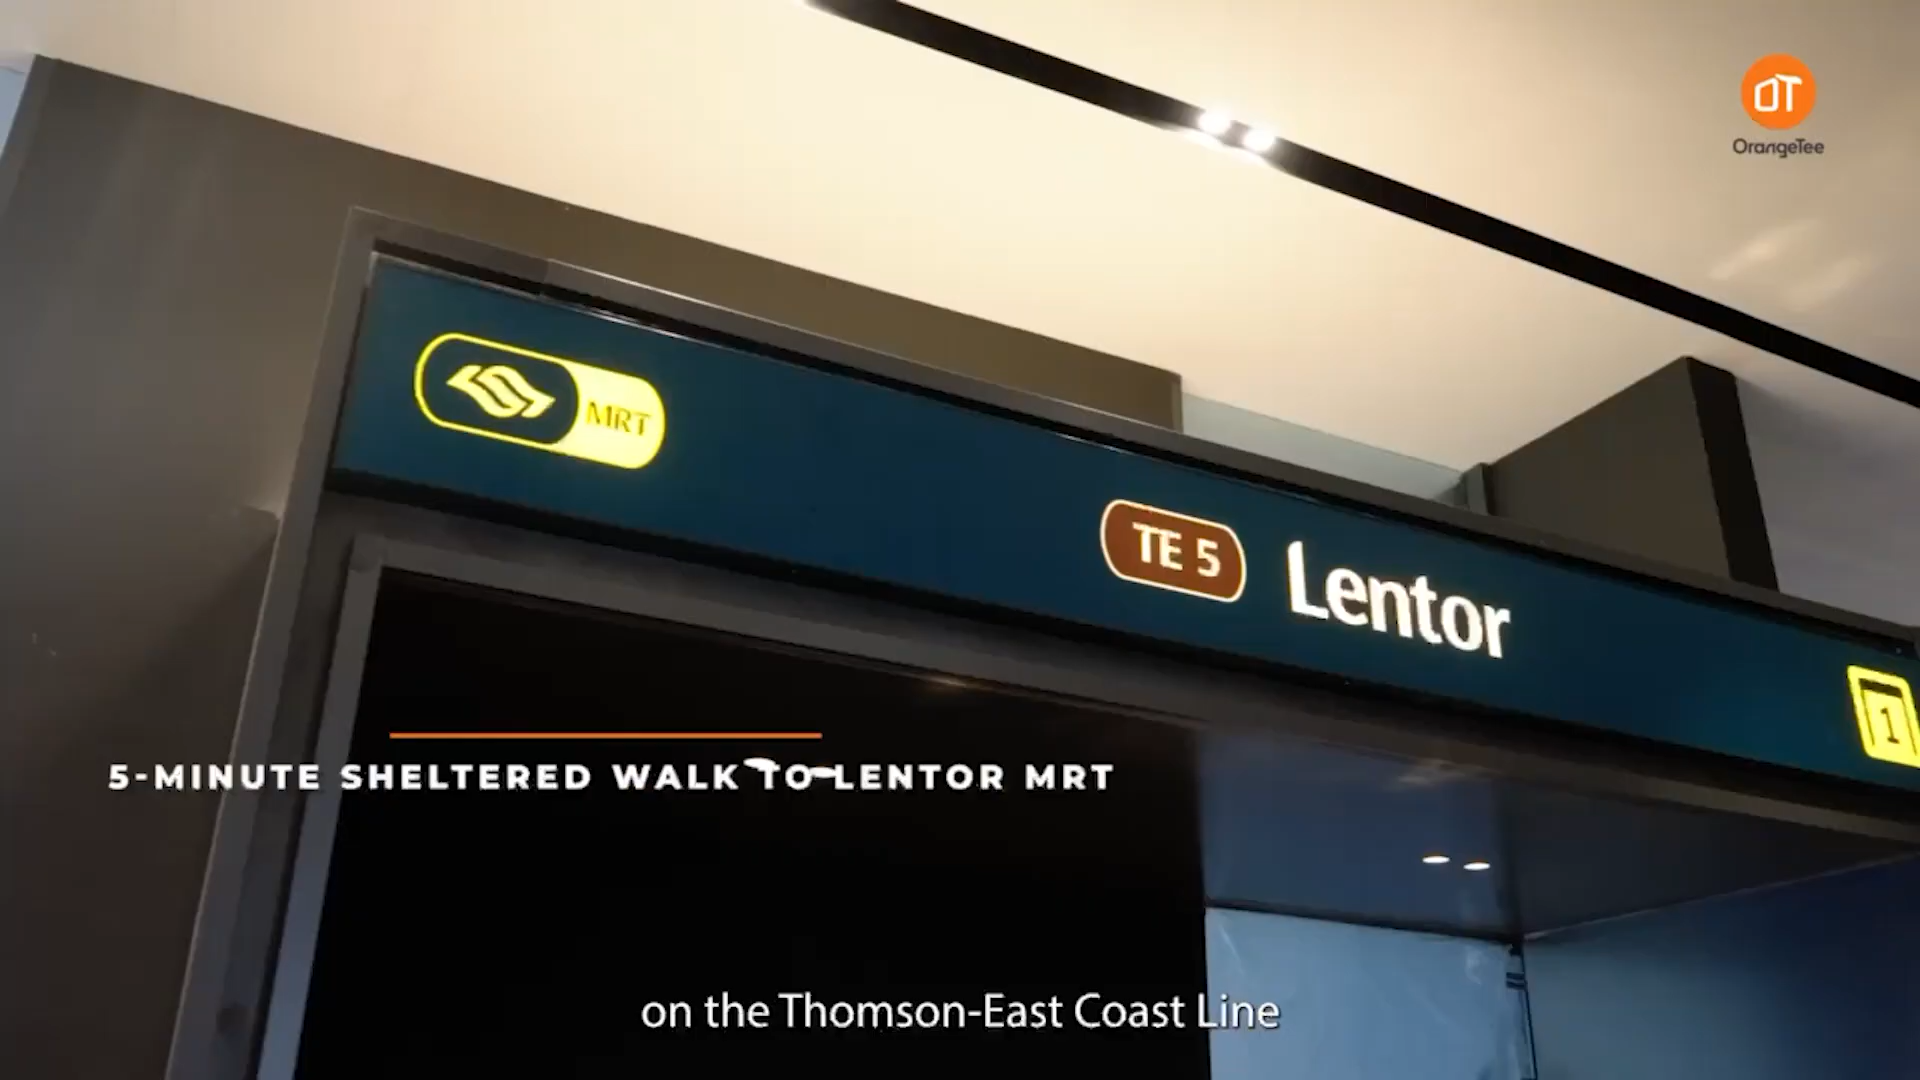 OT
OrangeTee
MRT
TE 5 Lentor
1
5-MINUTE SHELTERED WALK TO LENTOR MRT
on the Thomson-East Coast Line